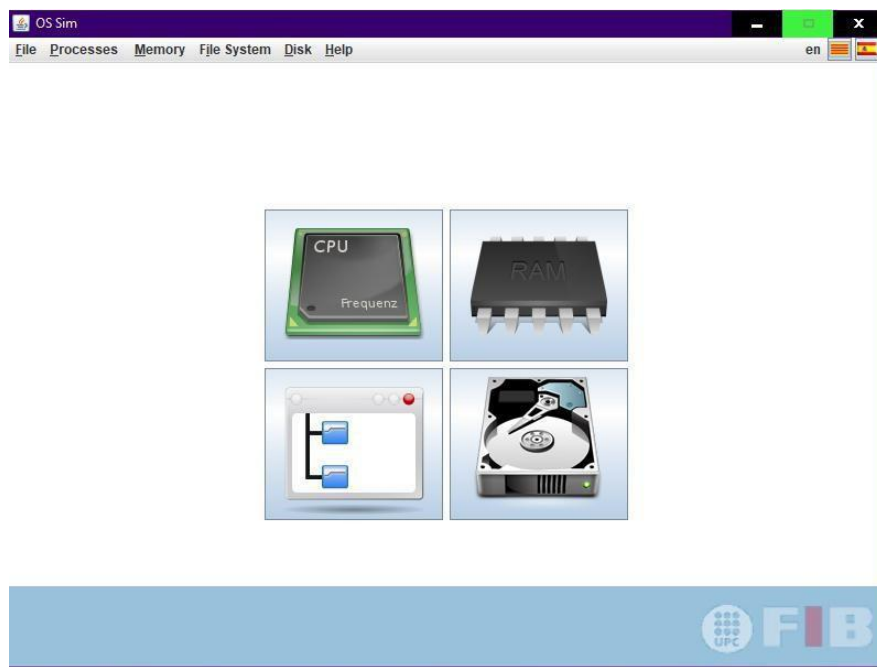 OS Sim
File Processes Memory File System Disk Help en
CPU
Frequenz
RAM
UPC FIB